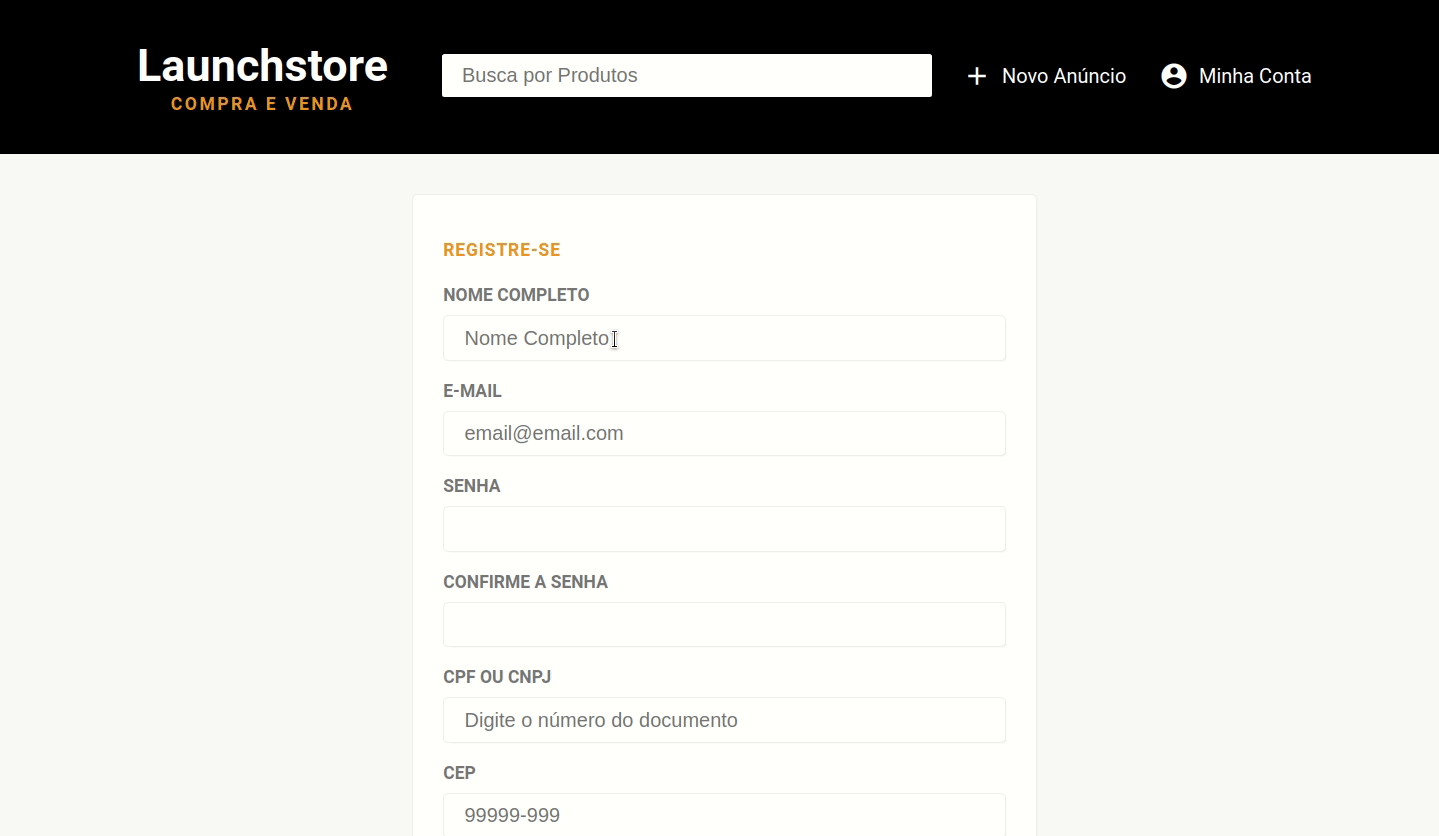 Launchstore
COMPRA E VENDA
Busca por Produtos
Novo Anúncio
Minha Conta
REGISTRE-SE
NOME COMPLETO
Nome Completo
E-MAIL
email@email.com
SENHA
CONFIRME A SENHA
CPF OU CNPJ
Digite o número do documento
CEP
99999-999